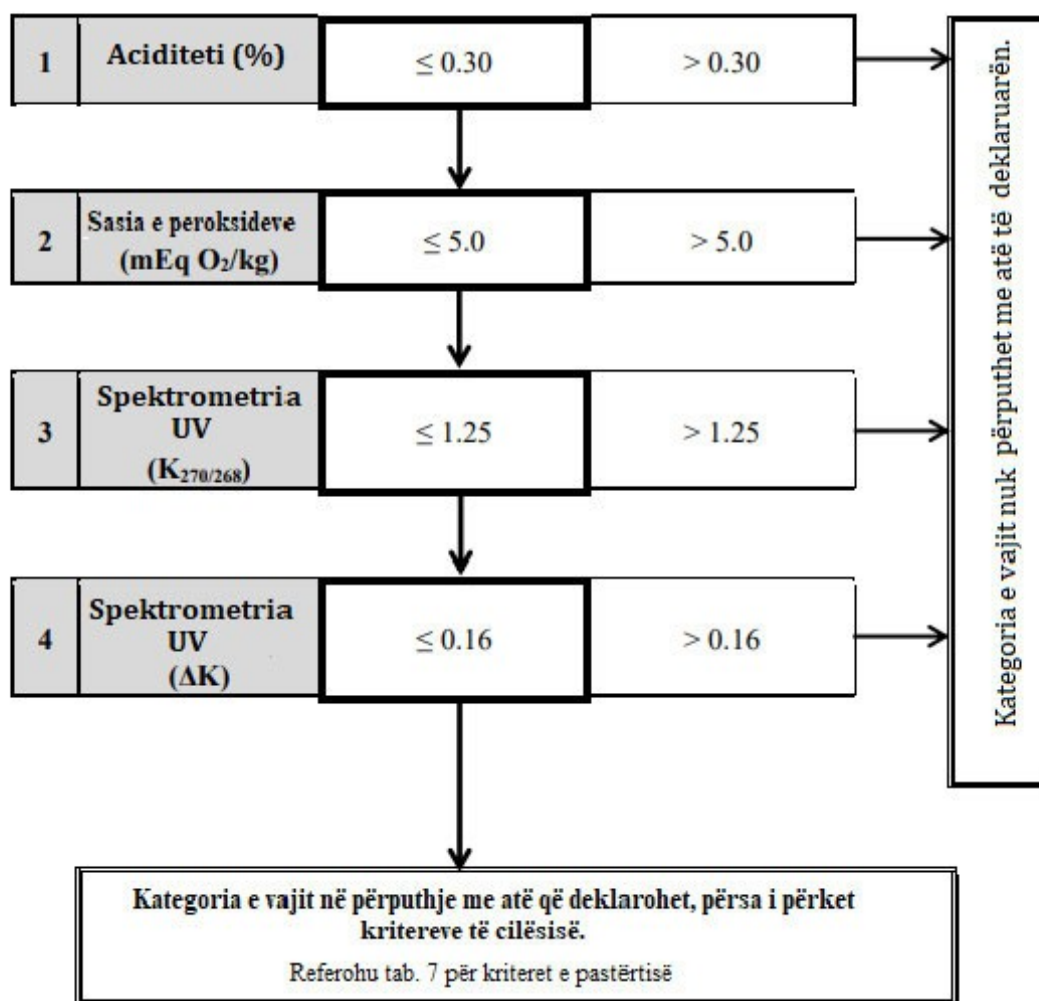 1 Aciditeti (%) ≤ 0.30 > 0.30
2 Sasia e peroksideve
(mEq O₂/kg) ≤ 5.0 > 5.0
3 Spektrometria
UV
(K₂₇₀/₂₆₈) ≤ 1.25 > 1.25
4 Spektrometria
UV
(ΔK) ≤ 0.16 > 0.16
Kategoria e vajit nuk përputhet me atë të deklaruarën.
Kategoria e vajit në përputhje me atë që deklarohet, përsa i përket
kritereve të cilësisë.
Referohu tab. 7 për kriteret e pastërtisë